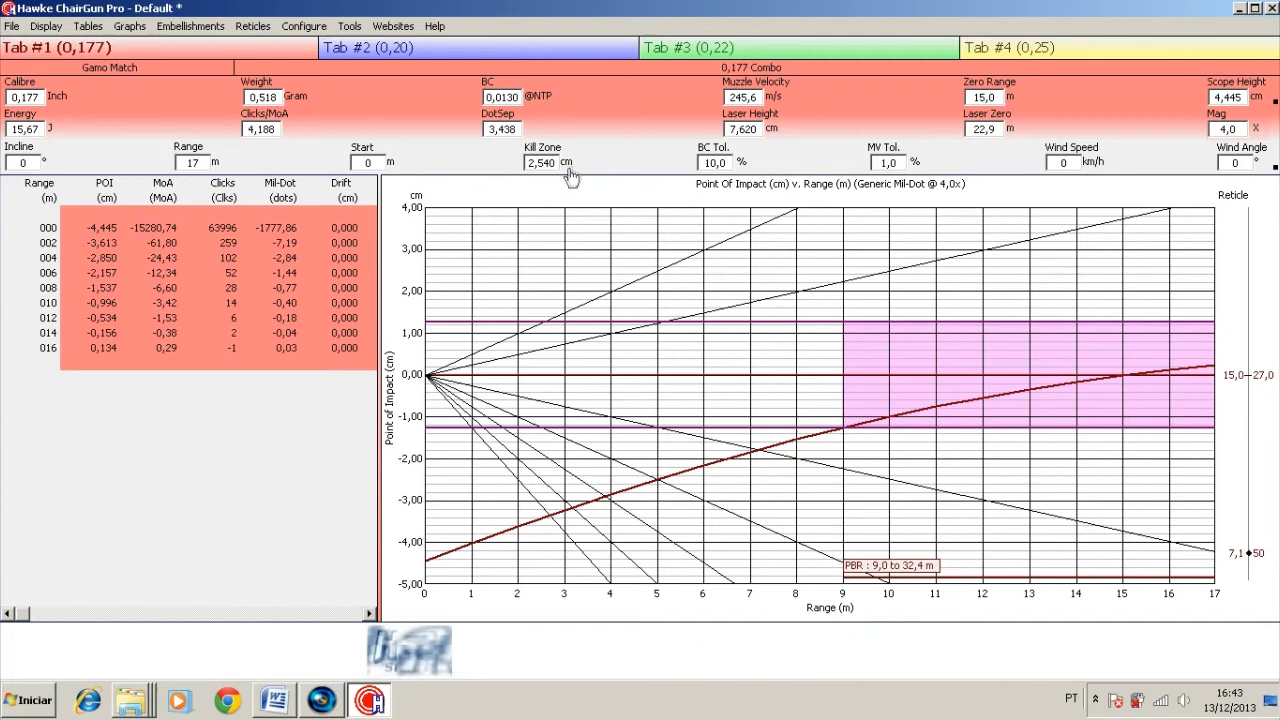 Hawke ChairGun Pro - Default *
File Display Tables Graphs Embellishments Reticles Configure Tools Websites Help
Tab #1 (0,177) Tab #2 (0,20) Tab #3 (0,22) Tab #4 (0,25)
Gamo Match 0,177 Combo
Calibre Weight BC Muzzle Velocity Zero Range Scope Height
0,177 Inch 0,518 Gram 0,0130 @NTP 245,6 m/s 15,0 m 4,445 cm
Energy Clicks/MoA DotSep Laser Height Laser Zero Mag
15,67 J 4,188 3,438 7,620 cm 22,9 m 4,0 X
Incline Range Start Kill Zone BC Tol. MV Tol. Wind Speed Wind Angle
0 ° 17 m 0 m 2,540 cm 10,0 % 1,0 % 0 km/h 0 °
Range POI MoA Clicks Mil-Dot Drift
(m) (cm) (MoA) (Clks) (dots) (cm)
000 -4,445 -15280,74 63996 -1777,86 0,000
002 -3,613 -61,80 259 -7,19 0,000
004 -2,850 -24,43 102 -2,84 0,000
006 -2,157 -12,34 52 -1,44 0,000
008 -1,537 -6,60 28 -0,77 0,000
010 -0,996 -3,42 14 -0,40 0,000
012 -0,534 -1,53 6 -0,18 0,000
014 -0,156 -0,38 2 -0,04 0,000
016 0,134 0,29 -1 0,03 0,000
Point Of Impact (cm) v. Range (m) (Generic Mil-Dot @ 4,0x)
cm
Reticle
4,00
3,00
2,00
1,00
0,00
-1,00
-2,00
-3,00
-4,00
-5,00
Point of Impact (cm)
15,0 27,0
7,1 50
PBR : 9,0 to 32,4 m
0 1 2 3 4 5 6 7 8 9 10 11 12 13 14 15 16 17
Range (m)
Iniciar
PT
16:43
13/12/2013